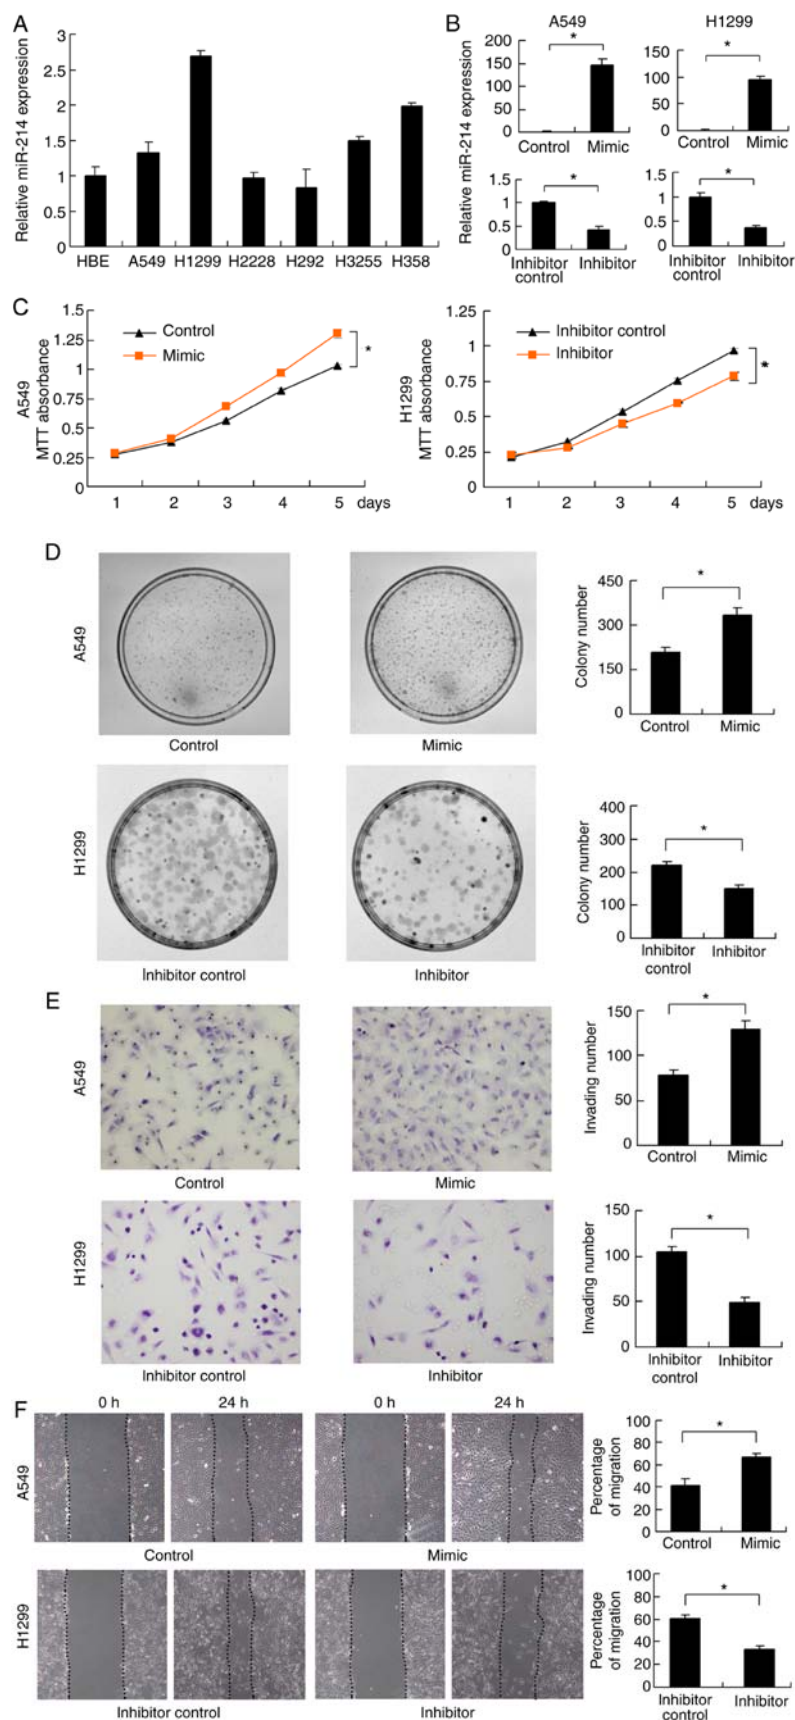 A
Relative miR-214 expression
3
2.5
2
1.5
1
0.5
0
HBE A549 H1299 H2228 H292 H3255 H358
B
Relative miR-214 expression
A549
200
150
100
50
0
*
Control Mimic
H1299
150
100
50
0
*
Control Mimic
1.5
1
0.5
0
*
Inhibitor Inhibitor
control
1.5
1
0.5
0
*
Inhibitor Inhibitor
control
C
A549
MTT absorbance
1.5
1.25
1
0.75
0.5
0.25
0
Control
Mimic
*
1 2 3 4 5 days
H1299
MTT absorbance
1.25
1
0.75
0.5
0.25
0
Inhibitor control
Inhibitor
*
1 2 3 4 5 days
D
A549
Control
Mimic
Colony number
450
300
150
0
*
Control Mimic
H1299
Inhibitor control
Inhibitor
Colony number
400
300
200
100
0
*
Inhibitor Inhibitor
control
E
A549
Control
Mimic
Invading number
150
100
50
0
*
Control Mimic
H1299
Inhibitor control
Inhibitor
Invading number
150
100
50
0
*
Inhibitor Inhibitor
control
F
0 h 24 h 0 h 24 h
A549
Control
Mimic
Percentage
of migration
100
80
60
40
20
0
*
Control Mimic
H1299
Inhibitor control
Inhibitor
Percentage
of migration
100
80
60
40
20
0
*
Inhibitor Inhibitor
control